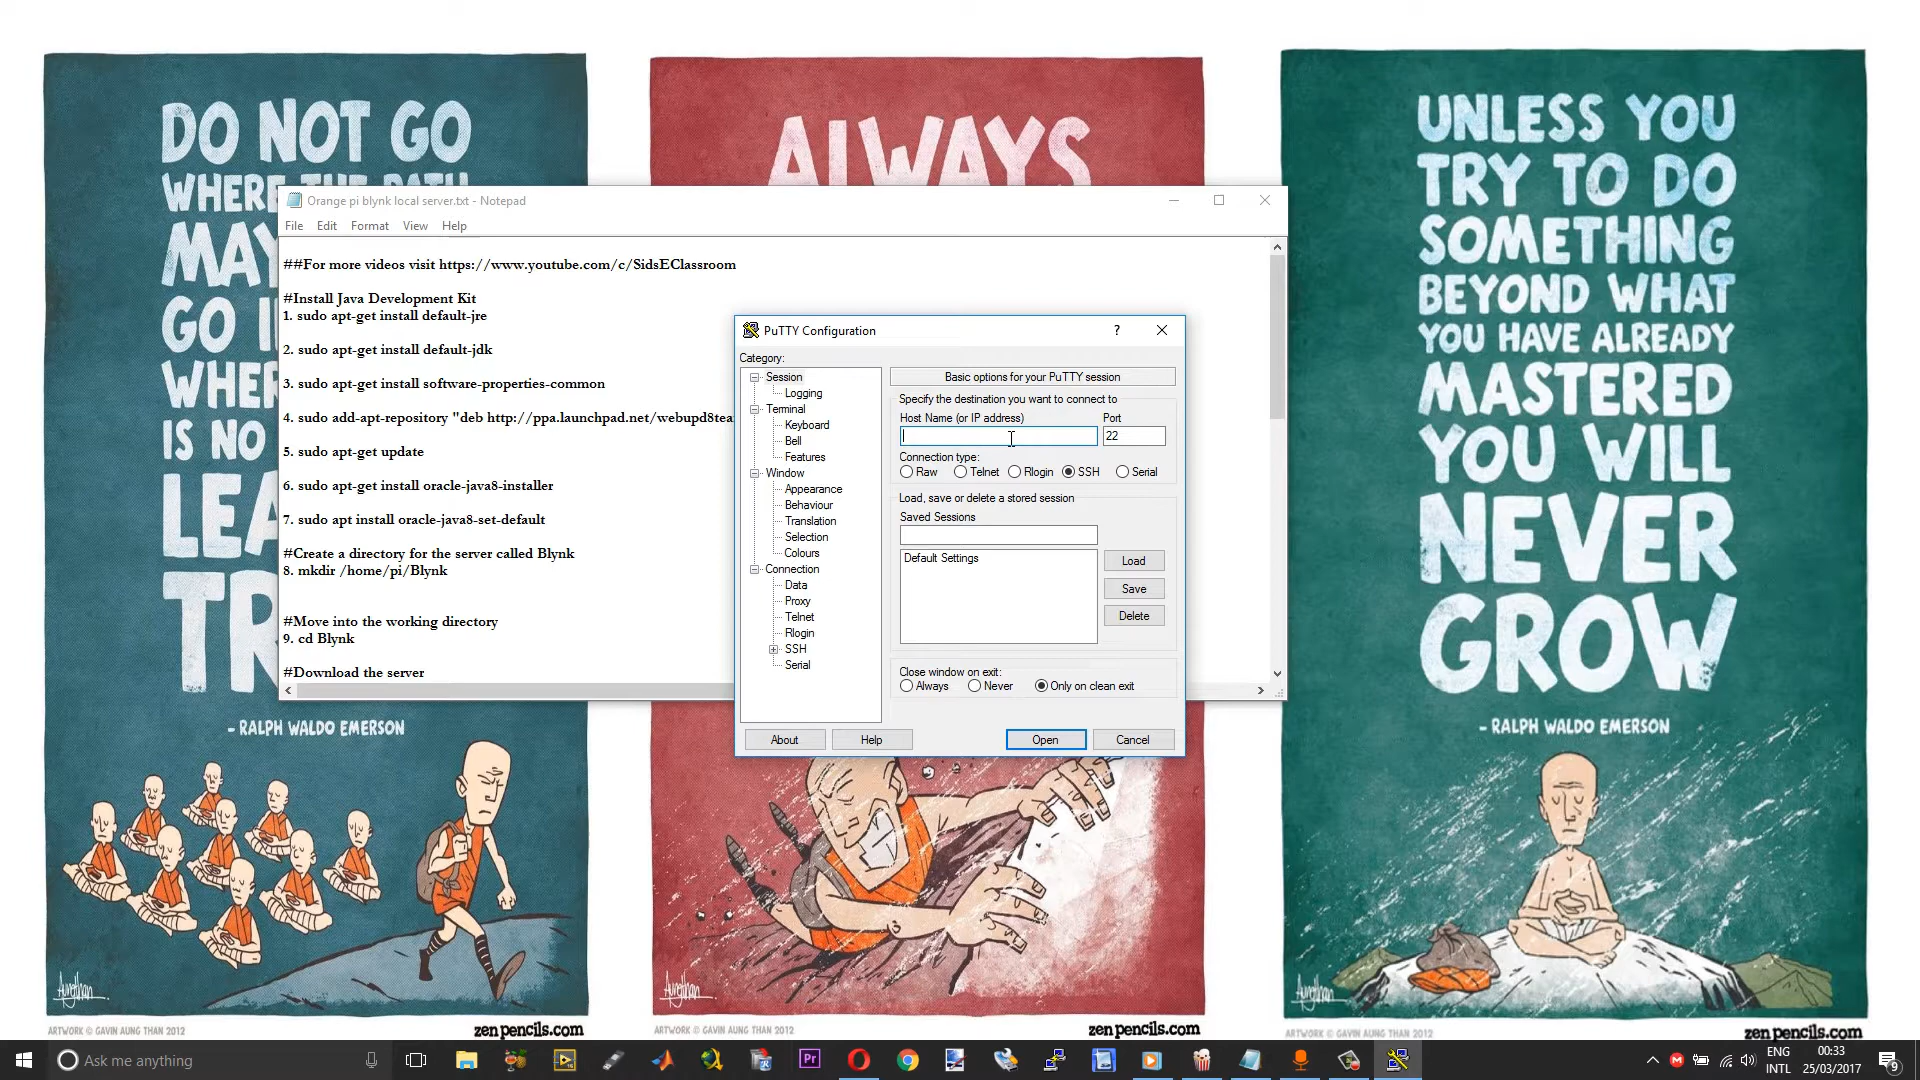 DO NOT GO
WHERE THE PATH
MAY
GO I
WHER
IS NO
LEA
TR
- RALPH WALDO EMERSON
ARTWORK © GAVIN AUNG THAN 2012
zenpencils.com
ALWAYS
ARTWORK © GAVIN AUNG THAN 2012
zenpencils.com
UNLESS YOU
TRY TO DO
SOMETHING
BEYOND WHAT
YOU HAVE ALREADY
MASTERED
YOU WILL
NEVER
GROW
- RALPH WALDO EMERSON
ARTWORK © GAVIN AUNG THAN 2012
zenpencils.com
Orange pi blynk local server.txt - Notepad
File Edit Format View Help
##For more videos visit https://www.youtube.com/c/SidsEClassroom
#Install Java Development Kit
1. sudo apt-get install default-jre
2. sudo apt-get install default-jdk
3. sudo apt-get install software-properties-common
4. sudo add-apt-repository "deb http://ppa.launchpad.net/webupd8tea
5. sudo apt-get update
6. sudo apt-get install oracle-java8-installer
7. sudo apt install oracle-java8-set-default
#Create a directory for the server called Blynk
8. mkdir /home/pi/Blynk
#Move into the working directory
9. cd Blynk
#Download the server
PuTTY Configuration
?
Category:
Session
Logging
Terminal
Keyboard
Bell
Features
Window
Appearance
Behaviour
Translation
Selection
Colours
Connection
Data
Proxy
Telnet
Rlogin
SSH
Serial
Basic options for your PuTTY session
Specify the destination you want to connect to
Host Name (or IP address) Port
22
Connection type:
Raw Telnet Rlogin SSH Serial
Load, save or delete a stored session
Saved Sessions
Default Settings
Load
Save
Delete
Close window on exit:
Always Never Only on clean exit
About Help Open Cancel
Ask me anything
Pr
ENG
INTL
00:33
25/03/2017
9